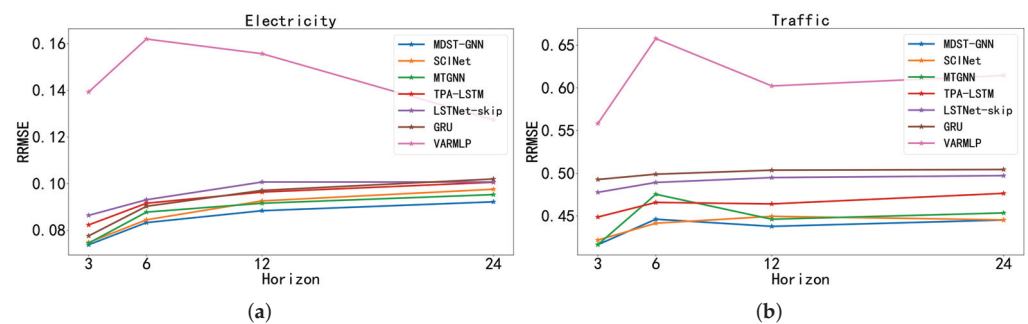 Electricity
RRMSE
0.16
0.14
0.12
0.10
0.08
3 6 12 24
Horizon
MDST-GNN
SCINet
MTGNN
TPA-LSTM
LSTNet-skip
GRU
VARMLP
(a)
Traffic
RRMSE
0.65
0.60
0.55
0.50
0.45
3 6 12 24
Horizon
MDST-GNN
SCINet
MTGNN
TPA-LSTM
LSTNet-skip
GRU
VARMLP
(b)